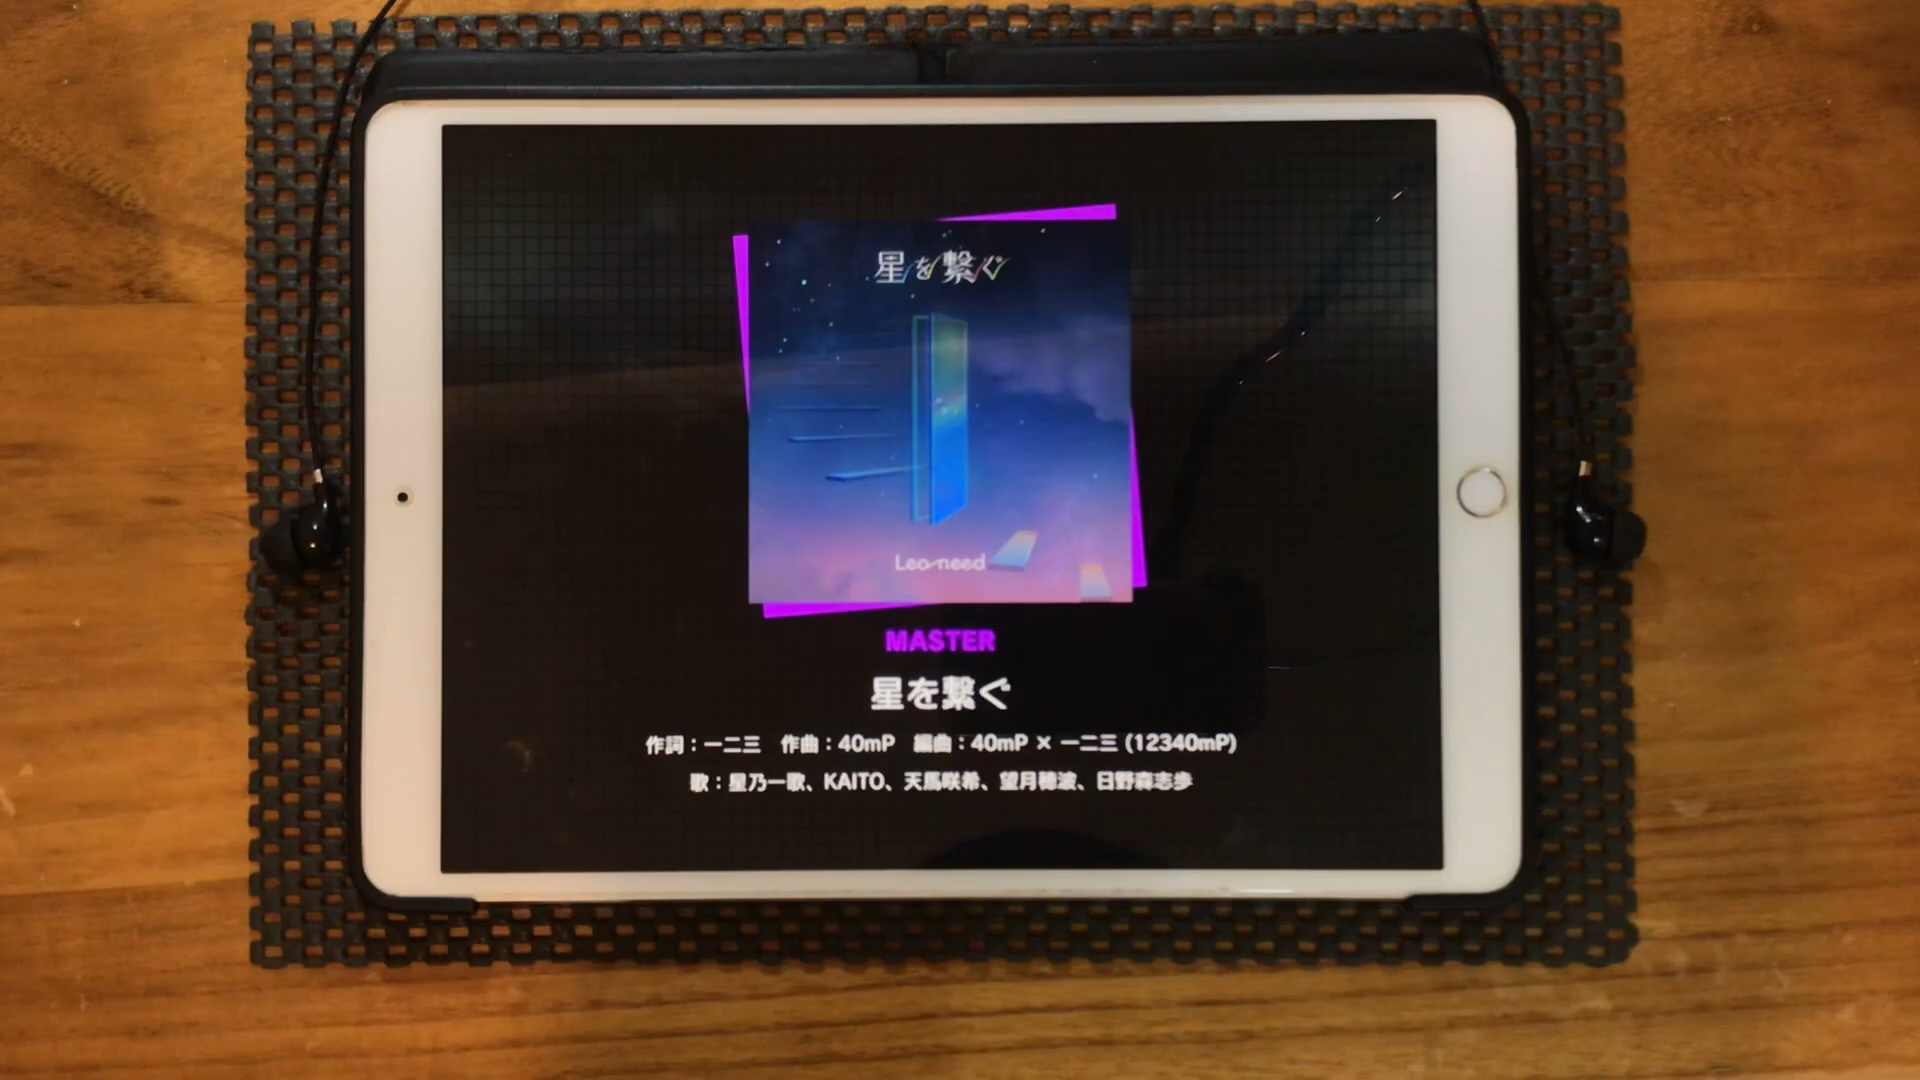 星を繋ぐ
Leo/need
MASTER
星を繋ぐ
作詞：一二三　作曲：40mP　編曲：40mP × 一二三 (12340mP)
歌：星乃一歌、KAITO、天馬咲希、望月穂波、日野森志歩